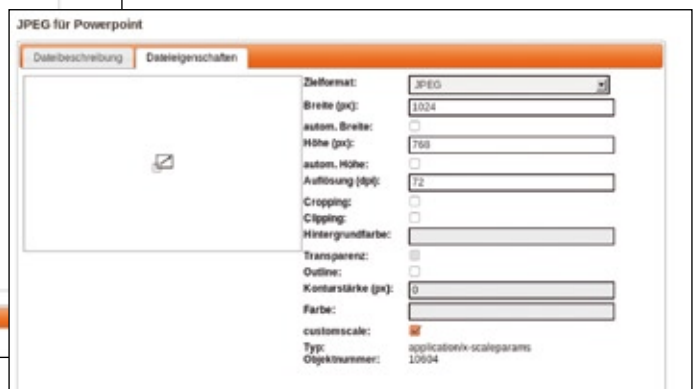 JPEG für Powerpoint
Dateibeschreibung Dateieigenschaften
Zielformat: JPEG
Breite (px): 1024
autom. Breite:
Höhe (px): 768
autom. Höhe:
Auflösung (dpi): 72
Cropping:
Clipping:
Hintergrundfarbe:
Transparenz:
Outline:
Konturstärke (px): 0
Farbe:
customscale:
Typ: application/x-scaleparams
Objektnummer: 10604